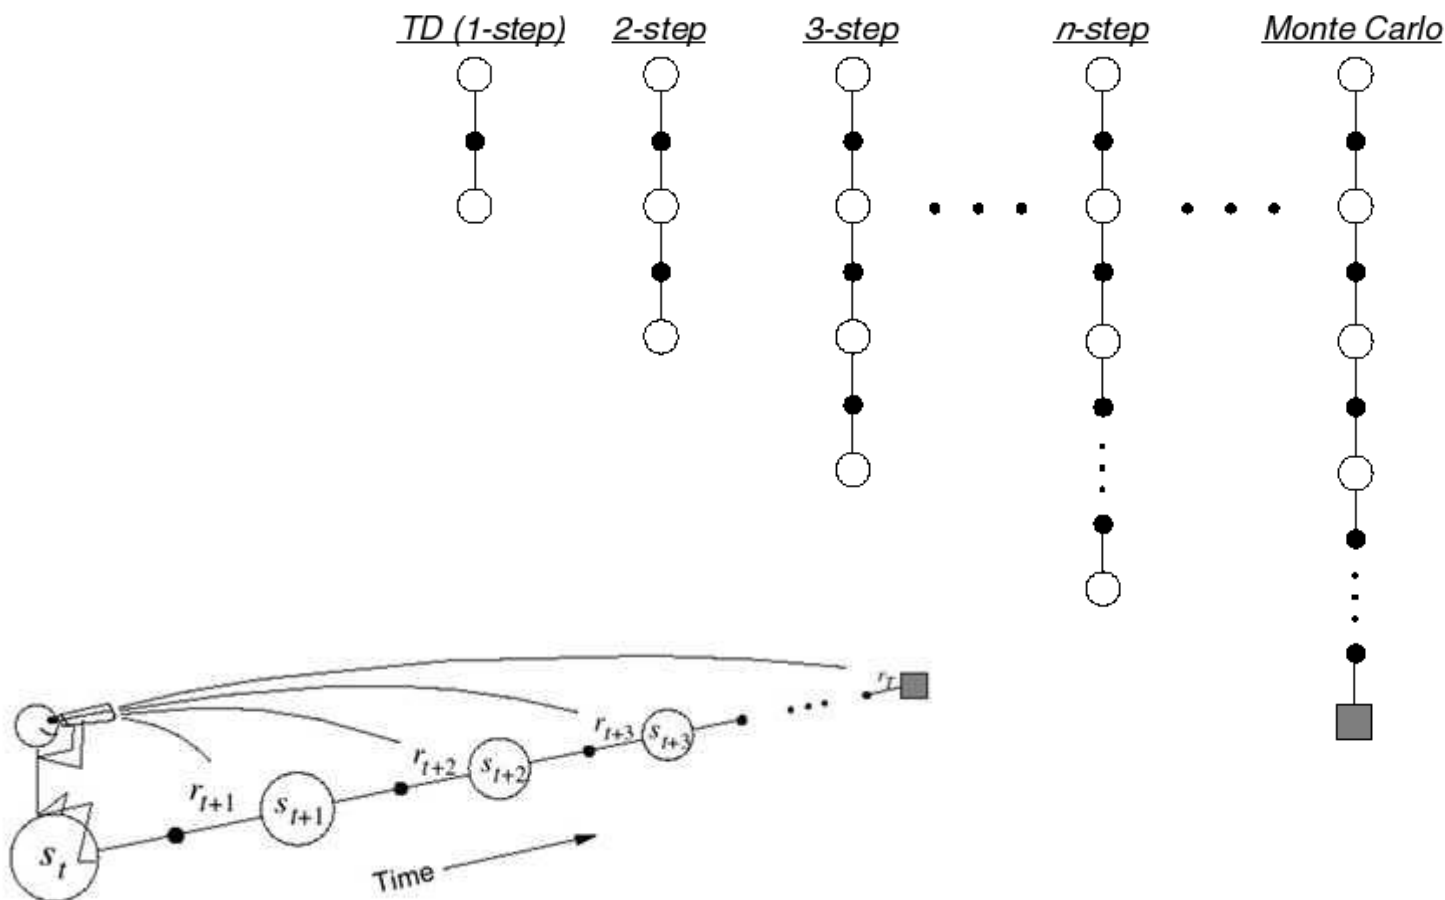 TD (1-step) 2-step 3-step n-step Monte Carlo
r_T
r_{t+3} s_{t+3}
r_{t+2} s_{t+2}
r_{t+1} s_{t+1}
s_t
Time